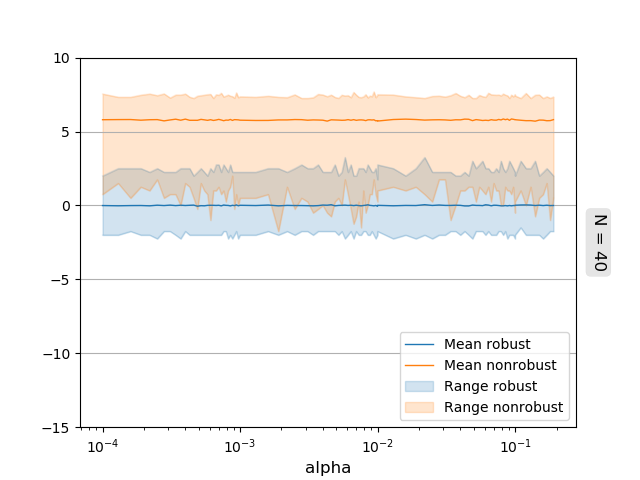 10
5
0
−5
−10
−15
10⁻⁴
10⁻³
10⁻²
10⁻¹
alpha
N = 40
Mean robust
Mean nonrobust
Range robust
Range nonrobust